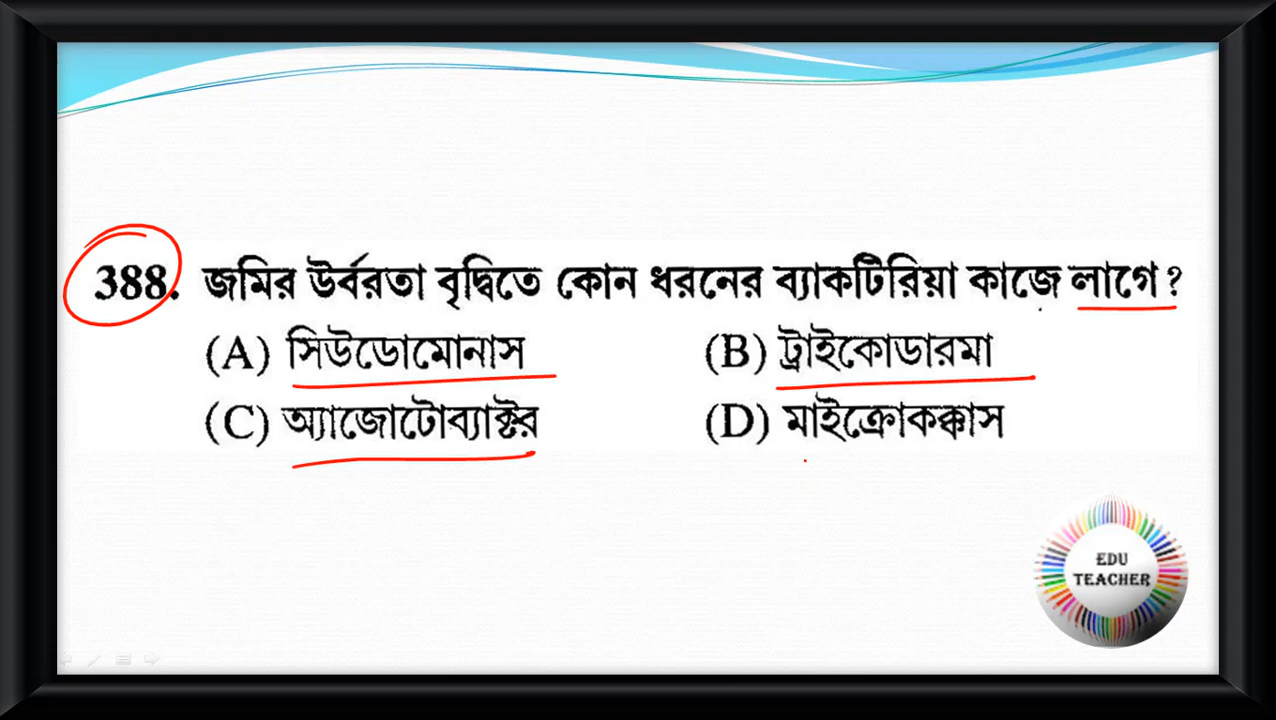 388. জমির উর্বরতা বৃদ্ধিতে কোন ধরনের ব্যাকটিরিয়া কাজে লাগে?
(A) সিউডোমোনাস (B) ট্রাইকোডারমা
(C) অ্যাজোটোব্যাক্টর (D) মাইক্রোকক্কাস
EDU
TEACHER